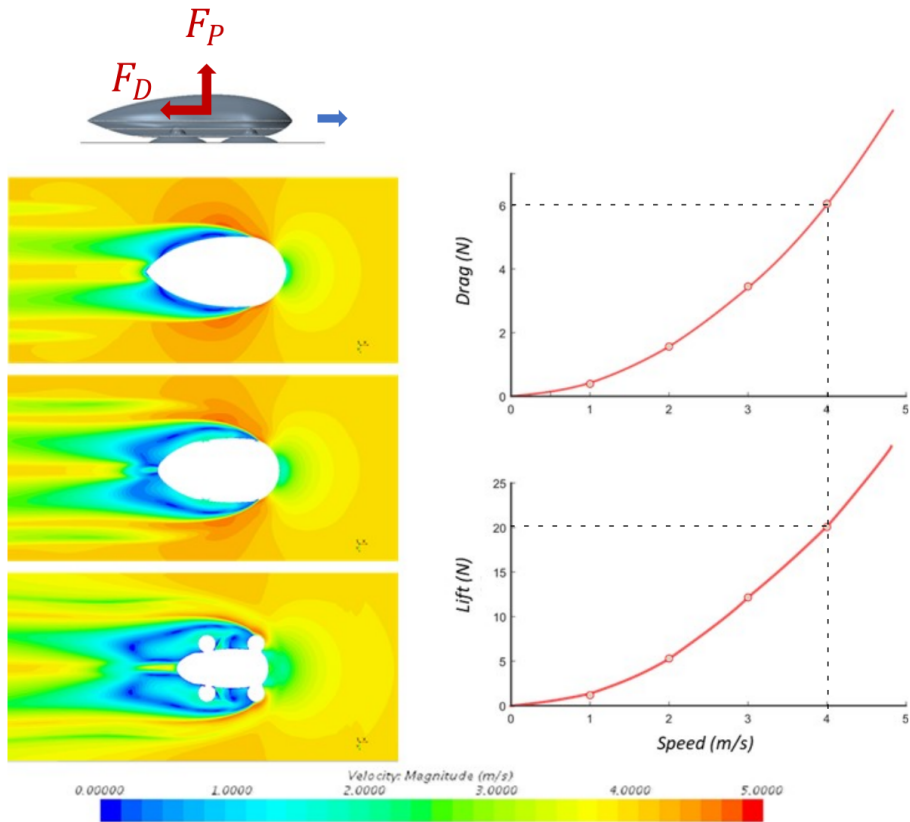 F_P
F_D
6
4
2
0
Drag (N)
0 1 2 3 4 5
25
20
15
10
5
0
Lift (N)
0 1 2 3 4 5
Speed (m/s)
Velocity: Magnitude (m/s)
0.00000 1.0000 2.0000 3.0000 4.0000 5.0000